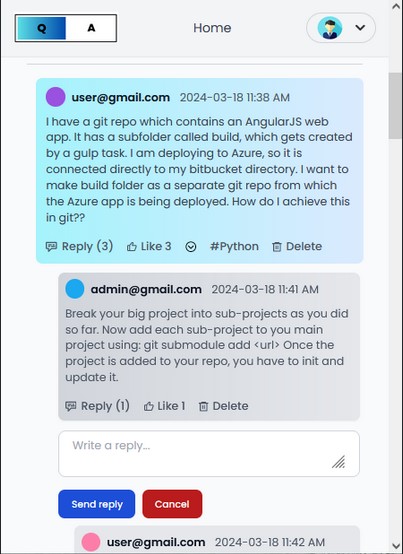 Q A Home
user@gmail.com 2024-03-18 11:38 AM
I have a git repo which contains an AngularJS web
app. It has a subfolder called build, which gets created
by a gulp task. I am deploying to Azure, so it is
connected directly to my bitbucket directory. I want to
make build folder as a separate git repo from which
the Azure app is being deployed. How do I achieve this
in git??
Reply (3) Like 3 #Python Delete
admin@gmail.com 2024-03-18 11:41 AM
Break your big project into sub-projects as you did
so far. Now add each sub-project to you main
project using: git submodule add <url> Once the
project is added to your repo, you have to init and
update it.
Reply (1) Like 1 Delete
Write a reply...
Send reply Cancel
user@gmail.com 2024-03-18 11:42 AM